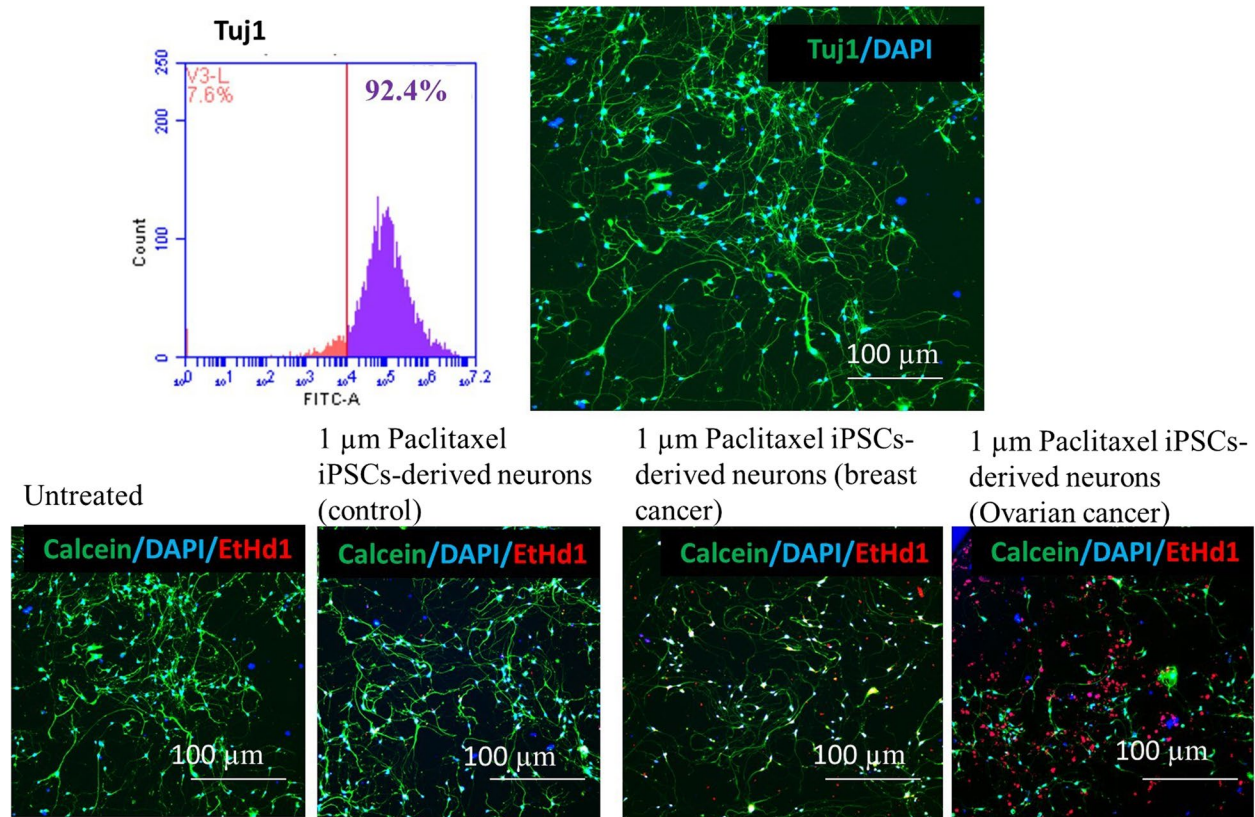 Tuj1
250
200
100
0
Count
V3-L
7.6%
92.4%
10^0 10^1 10^2 10^3 10^4 10^5 10^6 10^7.2
FITC-A
Tuj1/DAPI
100 µm
Untreated
1 µm Paclitaxel
iPSCs-derived neurons
(control)
1 µm Paclitaxel iPSCs-
derived neurons (breast
cancer)
1 µm Paclitaxel iPSCs-
derived neurons
(Ovarian cancer)
Calcein/DAPI/EtHd1
100 µm
Calcein/DAPI/EtHd1
100 µm
Calcein/DAPI/EtHd1
100 µm
Calcein/DAPI/EtHd1
100 µm